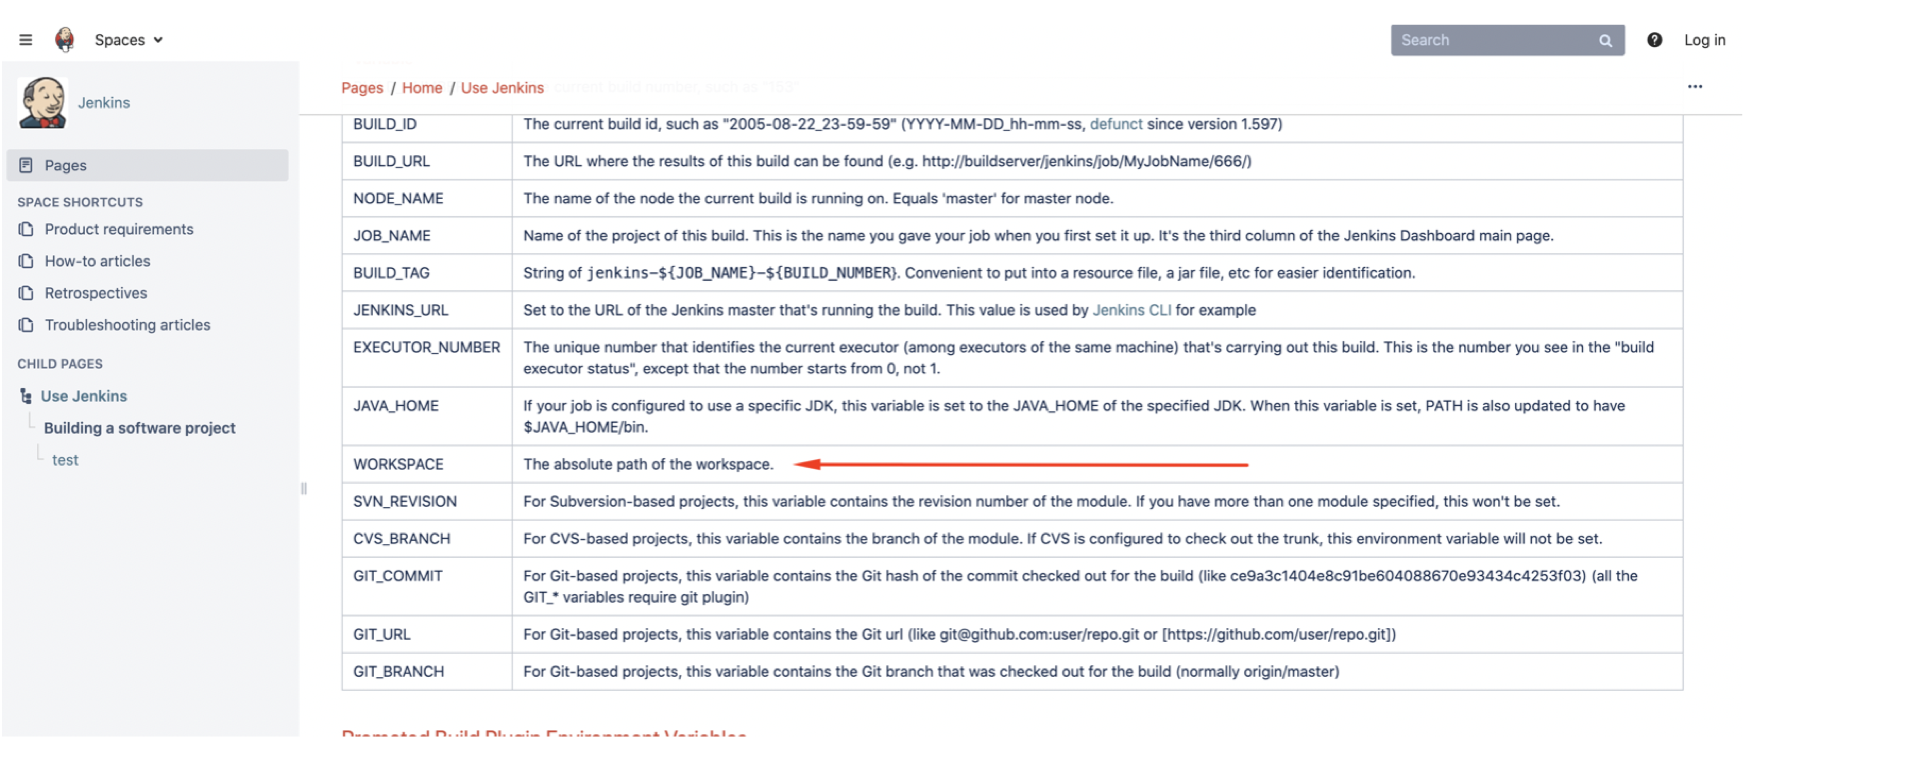 Spaces
Search
Log in
Jenkins
Pages / Home / Use Jenkins
current build number, such as "153"
Pages
SPACE SHORTCUTS
Product requirements
How-to articles
Retrospectives
Troubleshooting articles
CHILD PAGES
Use Jenkins
Building a software project
test
BUILD_ID The current build id, such as "2005-08-22_23-59-59" (YYYY-MM-DD_hh-mm-ss, defunct since version 1.597)
BUILD_URL The URL where the results of this build can be found (e.g. http://buildserver/jenkins/job/MyJobName/666/)
NODE_NAME The name of the node the current build is running on. Equals 'master' for master node.
JOB_NAME Name of the project of this build. This is the name you gave your job when you first set it up. It's the third column of the Jenkins Dashboard main page.
BUILD_TAG String of jenkins-${JOB_NAME}-${BUILD_NUMBER}. Convenient to put into a resource file, a jar file, etc for easier identification.
JENKINS_URL Set to the URL of the Jenkins master that's running the build. This value is used by Jenkins CLI for example
EXECUTOR_NUMBER The unique number that identifies the current executor (among executors of the same machine) that's carrying out this build. This is the number you see in the "build
executor status", except that the number starts from 0, not 1.
JAVA_HOME If your job is configured to use a specific JDK, this variable is set to the JAVA_HOME of the specified JDK. When this variable is set, PATH is also updated to have
$JAVA_HOME/bin.
WORKSPACE The absolute path of the workspace.
SVN_REVISION For Subversion-based projects, this variable contains the revision number of the module. If you have more than one module specified, this won't be set.
CVS_BRANCH For CVS-based projects, this variable contains the branch of the module. If CVS is configured to check out the trunk, this environment variable will not be set.
GIT_COMMIT For Git-based projects, this variable contains the Git hash of the commit checked out for the build (like ce9a3c1404e8c91be604088670e93434c4253f03) (all the
GIT_* variables require git plugin)
GIT_URL For Git-based projects, this variable contains the Git url (like git@github.com:user/repo.git or [https://github.com/user/repo.git])
GIT_BRANCH For Git-based projects, this variable contains the Git branch that was checked out for the build (normally origin/master)
Promoted Build Plugin Environment Variables